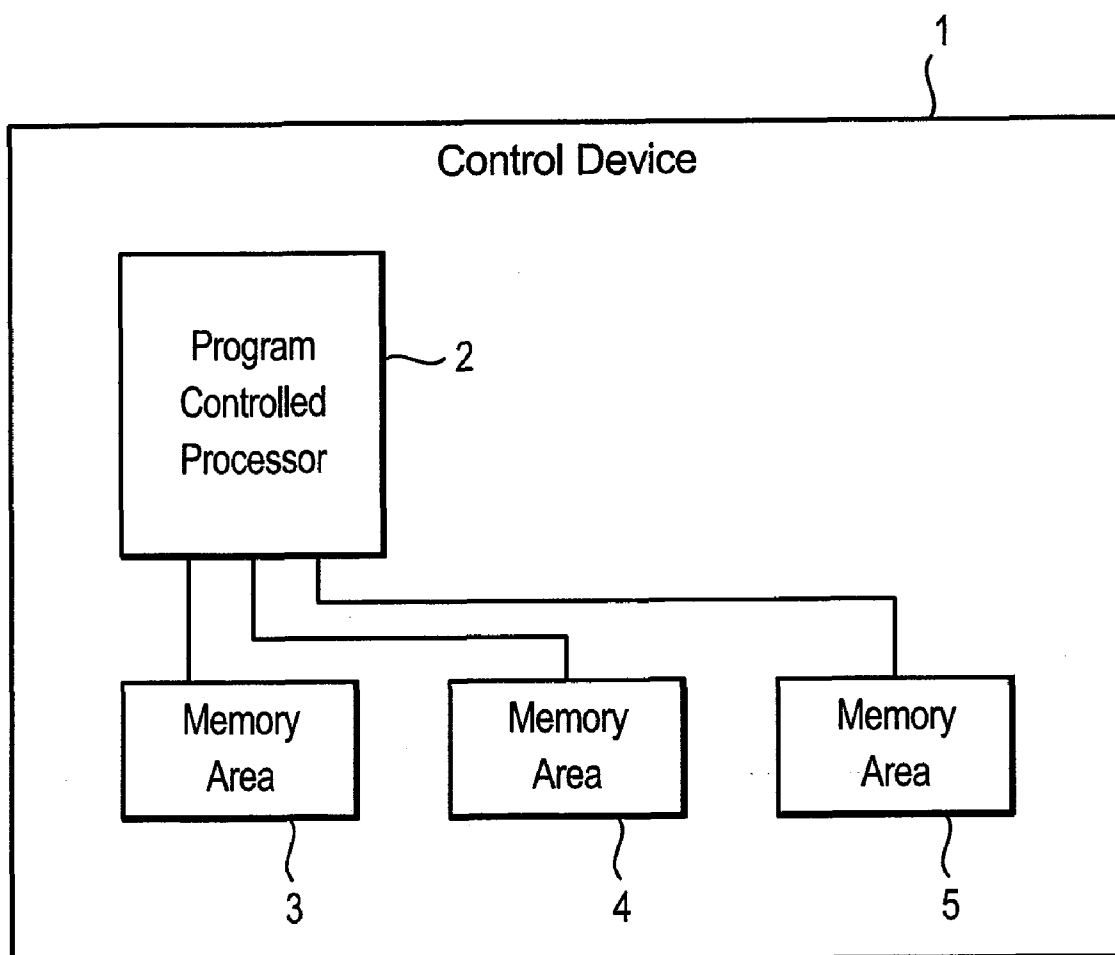 1
Control Device
Program
Controlled
Processor
2
Memory
Area
Memory
Area
Memory
Area
3
4
5